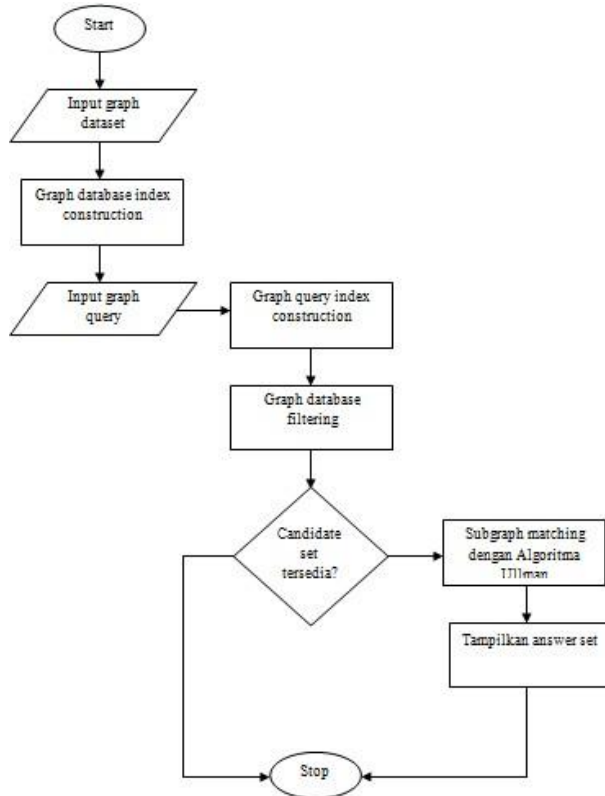 Start
Input graph
dataset
Graph database index
construction
Input graph
query
Graph query index
construction
Graph database
filtering
Candidate
set
tersedia?
Subgraph matching
dengan Algoritma
Ullman
Tampilkan answer set
Stop